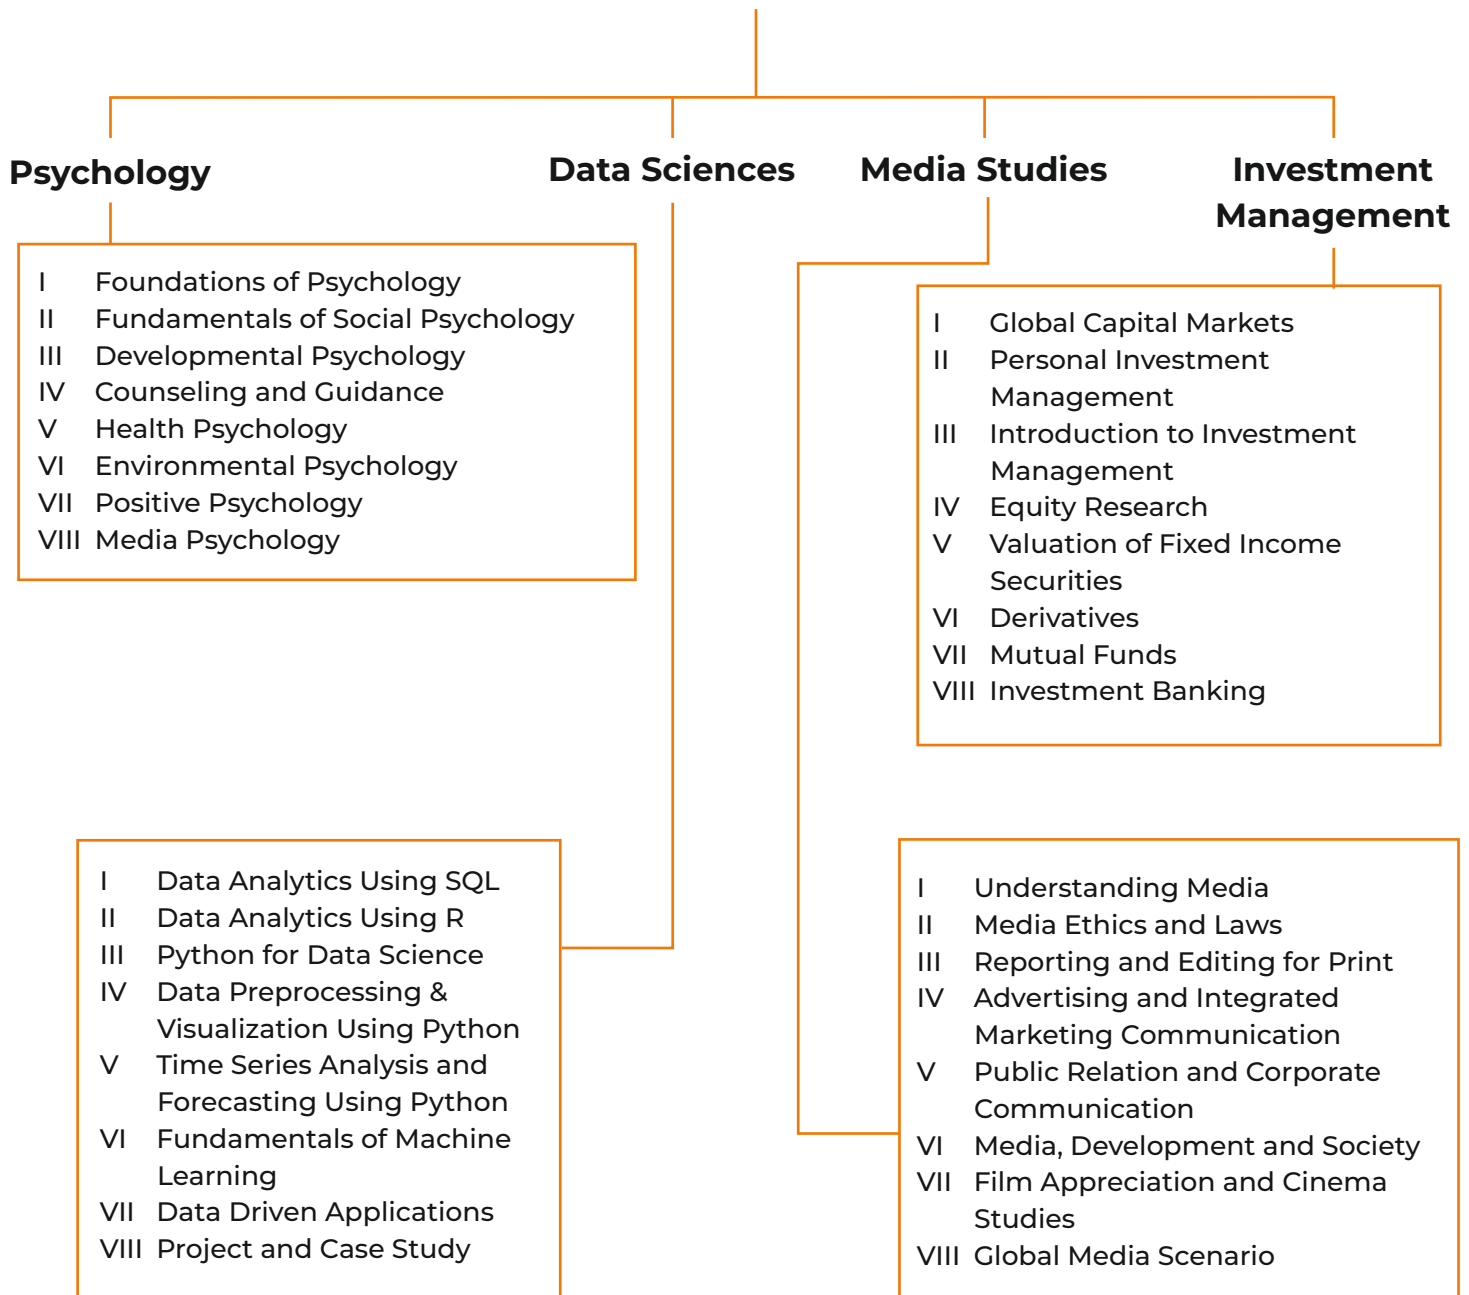 Psychology
Data Sciences
Media Studies
Investment
Management
I Foundations of Psychology
II Fundamentals of Social Psychology
III Developmental Psychology
IV Counseling and Guidance
V Health Psychology
VI Environmental Psychology
VII Positive Psychology
VIII Media Psychology
I Global Capital Markets
II Personal Investment
Management
III Introduction to Investment
Management
IV Equity Research
V Valuation of Fixed Income
Securities
VI Derivatives
VII Mutual Funds
VIII Investment Banking
I Data Analytics Using SQL
II Data Analytics Using R
III Python for Data Science
IV Data Preprocessing &
Visualization Using Python
V Time Series Analysis and
Forecasting Using Python
VI Fundamentals of Machine
Learning
VII Data Driven Applications
VIII Project and Case Study
I Understanding Media
II Media Ethics and Laws
III Reporting and Editing for Print
IV Advertising and Integrated
Marketing Communication
V Public Relation and Corporate
Communication
VI Media, Development and Society
VII Film Appreciation and Cinema
Studies
VIII Global Media Scenario